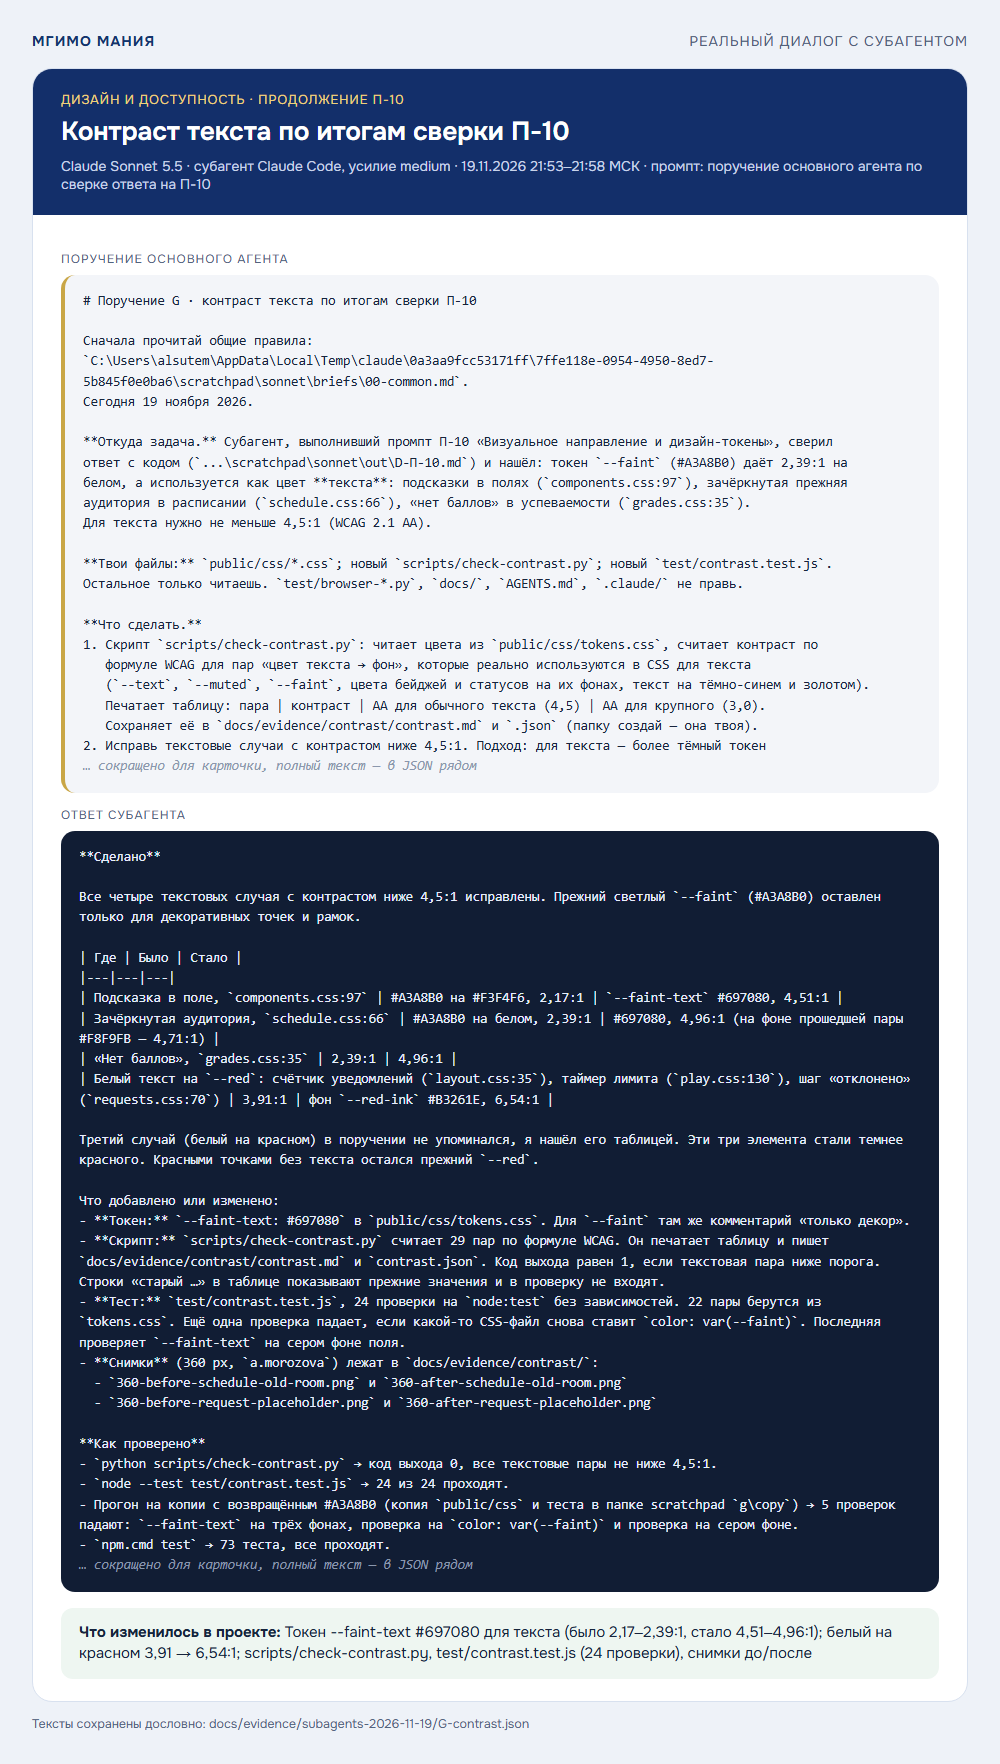 МГИМО МАНИЯ
РЕАЛЬНЫЙ ДИАЛОГ С СУБАГЕНТОМ
ДИЗАЙН И ДОСТУПНОСТЬ · ПРОДОЛЖЕНИЕ П-10
Контраст текста по итогам сверки П-10
Claude Sonnet 5.5 · субагент Claude Code, усилие medium · 19.11.2026 21:53–21:58 МСК · промпт: поручение основного агента по
сверке ответа на П-10
ПОРУЧЕНИЕ ОСНОВНОГО АГЕНТА
# Поручение G · контраст текста по итогам сверки П-10
Сначала прочитай общие правила:
`C:\Users\alsutem\AppData\Local\Temp\claude\0a3aa9fcc53171ff\7ffe118e-0954-4950-8ed7-
5b845f0e0ba6\scratchpad\sonnet\briefs\00-common.md`.
Сегодня 19 ноября 2026.
**Откуда задача.** Субагент, выполнивший промпт П-10 «Визуальное направление и дизайн-токены», сверил
ответ с кодом (`...\scratchpad\sonnet\out\D-П-10.md`) и нашёл: токен `--faint` (#A3A8B0) даёт 2,39:1 на
белом, а используется как цвет **текста**: подсказки в полях (`components.css:97`), зачёркнутая прежняя
аудитория в расписании (`schedule.css:66`), «нет баллов» в успеваемости (`grades.css:35`).
Для текста нужно не меньше 4,5:1 (WCAG 2.1 AA).
**Твои файлы:** `public/css/*.css`; новый `scripts/check-contrast.py`; новый `test/contrast.test.js`.
Остальное только читаешь. `test/browser-*.py`, `docs/`, `AGENTS.md`, `.claude/` не правь.
**Что сделать.**
1. Скрипт `scripts/check-contrast.py`: читает цвета из `public/css/tokens.css`, считает контраст по
формуле WCAG для пар «цвет текста → фон», которые реально используются в CSS для текста
(`--text`, `--muted`, `--faint`, цвета бейджей и статусов на их фонах, текст на тёмно-синем и золотом).
Печатает таблицу: пара | контраст | AA для обычного текста (4,5) | AA для крупного (3,0).
Сохраняет её в `docs/evidence/contrast/contrast.md` и `.json` (папку создай — она твоя).
2. Исправь текстовые случаи с контрастом ниже 4,5:1. Подход: для текста — более тёмный токен
… сокращено для карточки, полный текст — в JSON рядом
ОТВЕТ СУБАГЕНТА
**Сделано**
Все четыре текстовых случая с контрастом ниже 4,5:1 исправлены. Прежний светлый `--faint` (#A3A8B0) оставлен
только для декоративных точек и рамок.
| Где | Было | Стало |
|---|---|---|
| Подсказка в поле, `components.css:97` | #A3A8B0 на #F3F4F6, 2,17:1 | `--faint-text` #697080, 4,51:1 |
| Зачёркнутая аудитория, `schedule.css:66` | #A3A8B0 на белом, 2,39:1 | #697080, 4,96:1 (на фоне прошедшей пары
#F8F9FB — 4,71:1) |
| «Нет баллов», `grades.css:35` | 2,39:1 | 4,96:1 |
| Белый текст на `--red`: счётчик уведомлений (`layout.css:35`), таймер лимита (`play.css:130`), шаг «отклонено»
(`requests.css:70`) | 3,91:1 | фон `--red-ink` #B3261E, 6,54:1 |
Третий случай (белый на красном) в поручении не упоминался, я нашёл его таблицей. Эти три элемента стали темнее
красного. Красными точками без текста остался прежний `--red`.
Что добавлено или изменено:
- **Токен:** `--faint-text: #697080` в `public/css/tokens.css`. Для `--faint` там же комментарий «только декор».
- **Скрипт:** `scripts/check-contrast.py` считает 29 пар по формуле WCAG. Он печатает таблицу и пишет
`docs/evidence/contrast/contrast.md` и `contrast.json`. Код выхода равен 1, если текстовая пара ниже порога.
Строки «старый …» в таблице показывают прежние значения и в проверку не входят.
- **Тест:** `test/contrast.test.js`, 24 проверки на `node:test` без зависимостей. 22 пары берутся из
`tokens.css`. Ещё одна проверка падает, если какой-то CSS-файл снова ставит `color: var(--faint)`. Последняя
проверяет `--faint-text` на сером фоне поля.
- **Снимки** (360 px, `a.morozova`) лежат в `docs/evidence/contrast/`:
- `360-before-schedule-old-room.png` и `360-after-schedule-old-room.png`
- `360-before-request-placeholder.png` и `360-after-request-placeholder.png`
**Как проверено**
- `python scripts/check-contrast.py` → код выхода 0, все текстовые пары не ниже 4,5:1.
- `node --test test/contrast.test.js` → 24 из 24 проходят.
- Прогон на копии с возвращённым #A3A8B0 (копия `public/css` и теста в папке scratchpad `g\copy`) → 5 проверок
падают: `--faint-text` на трёх фонах, проверка на `color: var(--faint)` и проверка на сером фоне.
- `npm.cmd test` → 73 теста, все проходят.
… сокращено для карточки, полный текст — в JSON рядом
Что изменилось в проекте: Токен --faint-text #697080 для текста (было 2,17–2,39:1, стало 4,51–4,96:1); белый на
красном 3,91 → 6,54:1; scripts/check-contrast.py, test/contrast.test.js (24 проверки), снимки до/после
Тексты сохранены дословно: docs/evidence/subagents-2026-11-19/G-contrast.json